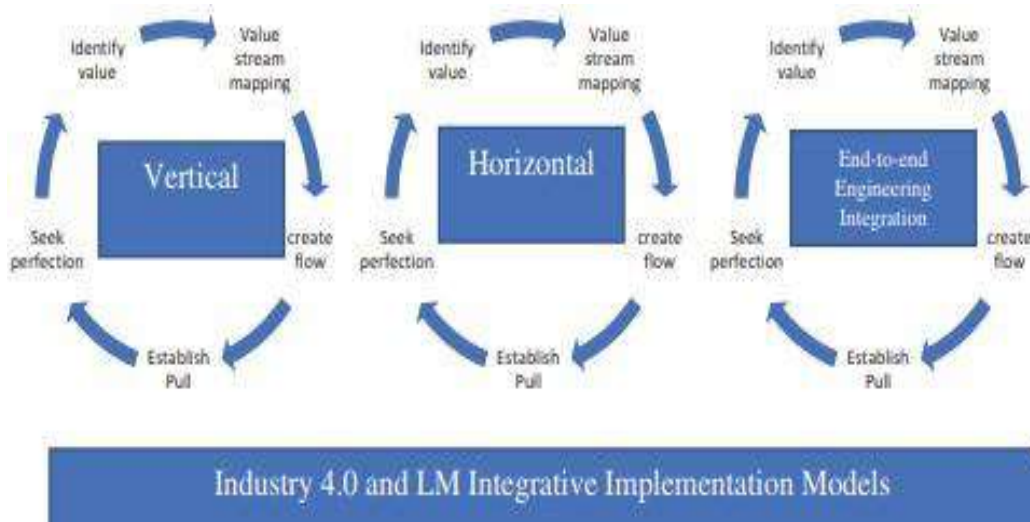 Identify
value
Value
stream
mapping
Vertical
Seek
perfection
create
flow
Establish
Pull
Identify
value
Value
stream
mapping
Horizontal
Seek
perfection
create
flow
Establish
Pull
Identify
value
Value
stream
mapping
End-to-end
Engineering
Integration
Seek
perfection
create
flow
Establish
Pull
Industry 4.0 and LM Integrative Implementation Models